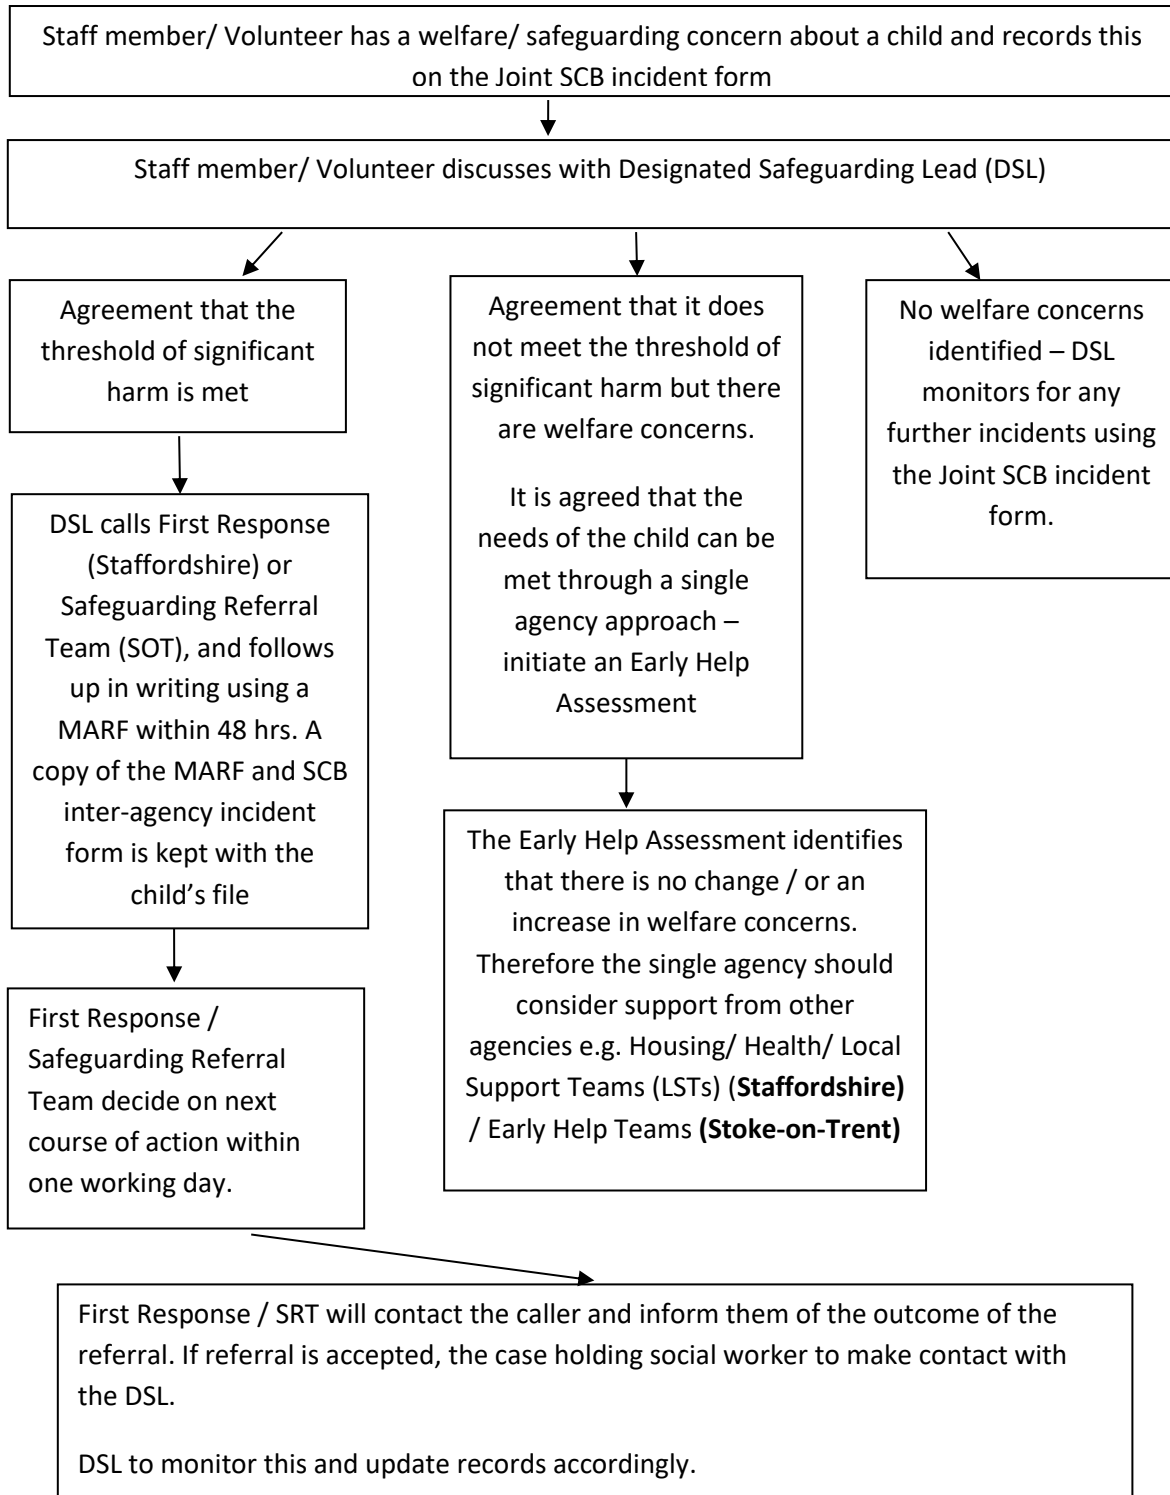 Staff member/ Volunteer has a welfare/ safeguarding concern about a child and records this
on the Joint SCB incident form
Staff member/ Volunteer discusses with Designated Safeguarding Lead (DSL)
Agreement that the
threshold of significant
harm is met
DSL calls First Response
(Staffordshire) or
Safeguarding Referral
Team (SOT), and follows
up in writing using a
MARF within 48 hrs. A
copy of the MARF and SCB
inter-agency incident
form is kept with the
child’s file
First Response /
Safeguarding Referral
Team decide on next
course of action within
one working day.
Agreement that it does
not meet the threshold of
significant harm but there
are welfare concerns.
It is agreed that the
needs of the child can be
met through a single
agency approach –
initiate an Early Help
Assessment
The Early Help Assessment identifies
that there is no change / or an
increase in welfare concerns.
Therefore the single agency should
consider support from other
agencies e.g. Housing/ Health/ Local
Support Teams (LSTs) (Staffordshire)
/ Early Help Teams (Stoke-on-Trent)
No welfare concerns
identified – DSL
monitors for any
further incidents using
the Joint SCB incident
form.
First Response / SRT will contact the caller and inform them of the outcome of the
referral. If referral is accepted, the case holding social worker to make contact with
the DSL.
DSL to monitor this and update records accordingly.